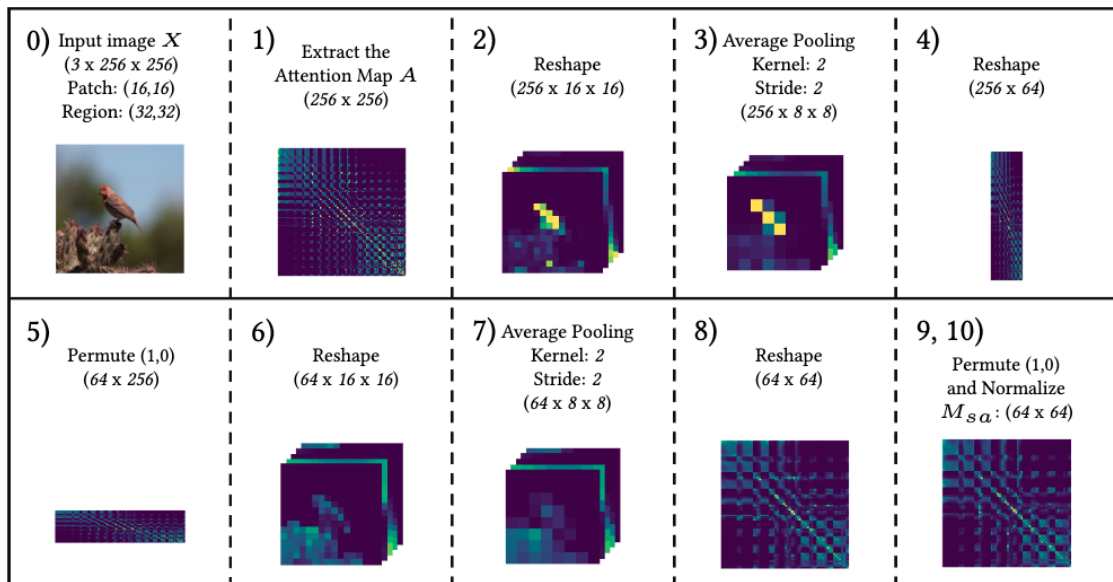 0) Input image X
(3 x 256 x 256)
Patch: (16,16)
Region: (32,32)
1) Extract the
Attention Map A
(256 x 256)
2)
Reshape
(256 x 16 x 16)
3) Average Pooling
Kernel: 2
Stride: 2
(256 x 8 x 8)
4)
Reshape
(256 x 64)
5)
Permute (1,0)
(64 x 256)
6)
Reshape
(64 x 16 x 16)
7) Average Pooling
Kernel: 2
Stride: 2
(64 x 8 x 8)
8)
Reshape
(64 x 64)
9, 10)
Permute (1,0)
and Normalize
M_{sa}: (64 x 64)